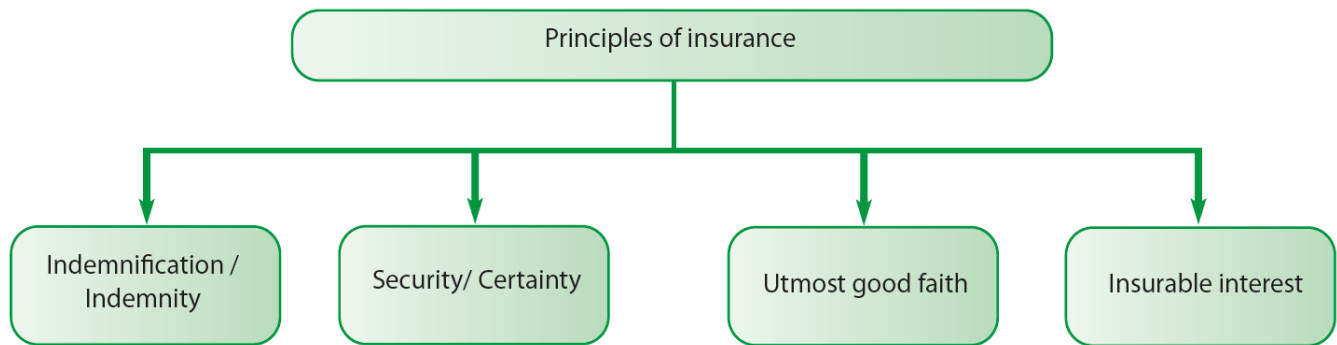 Principles of insurance
Indemnification /
Indemnity
Security/ Certainty
Utmost good faith
Insurable interest